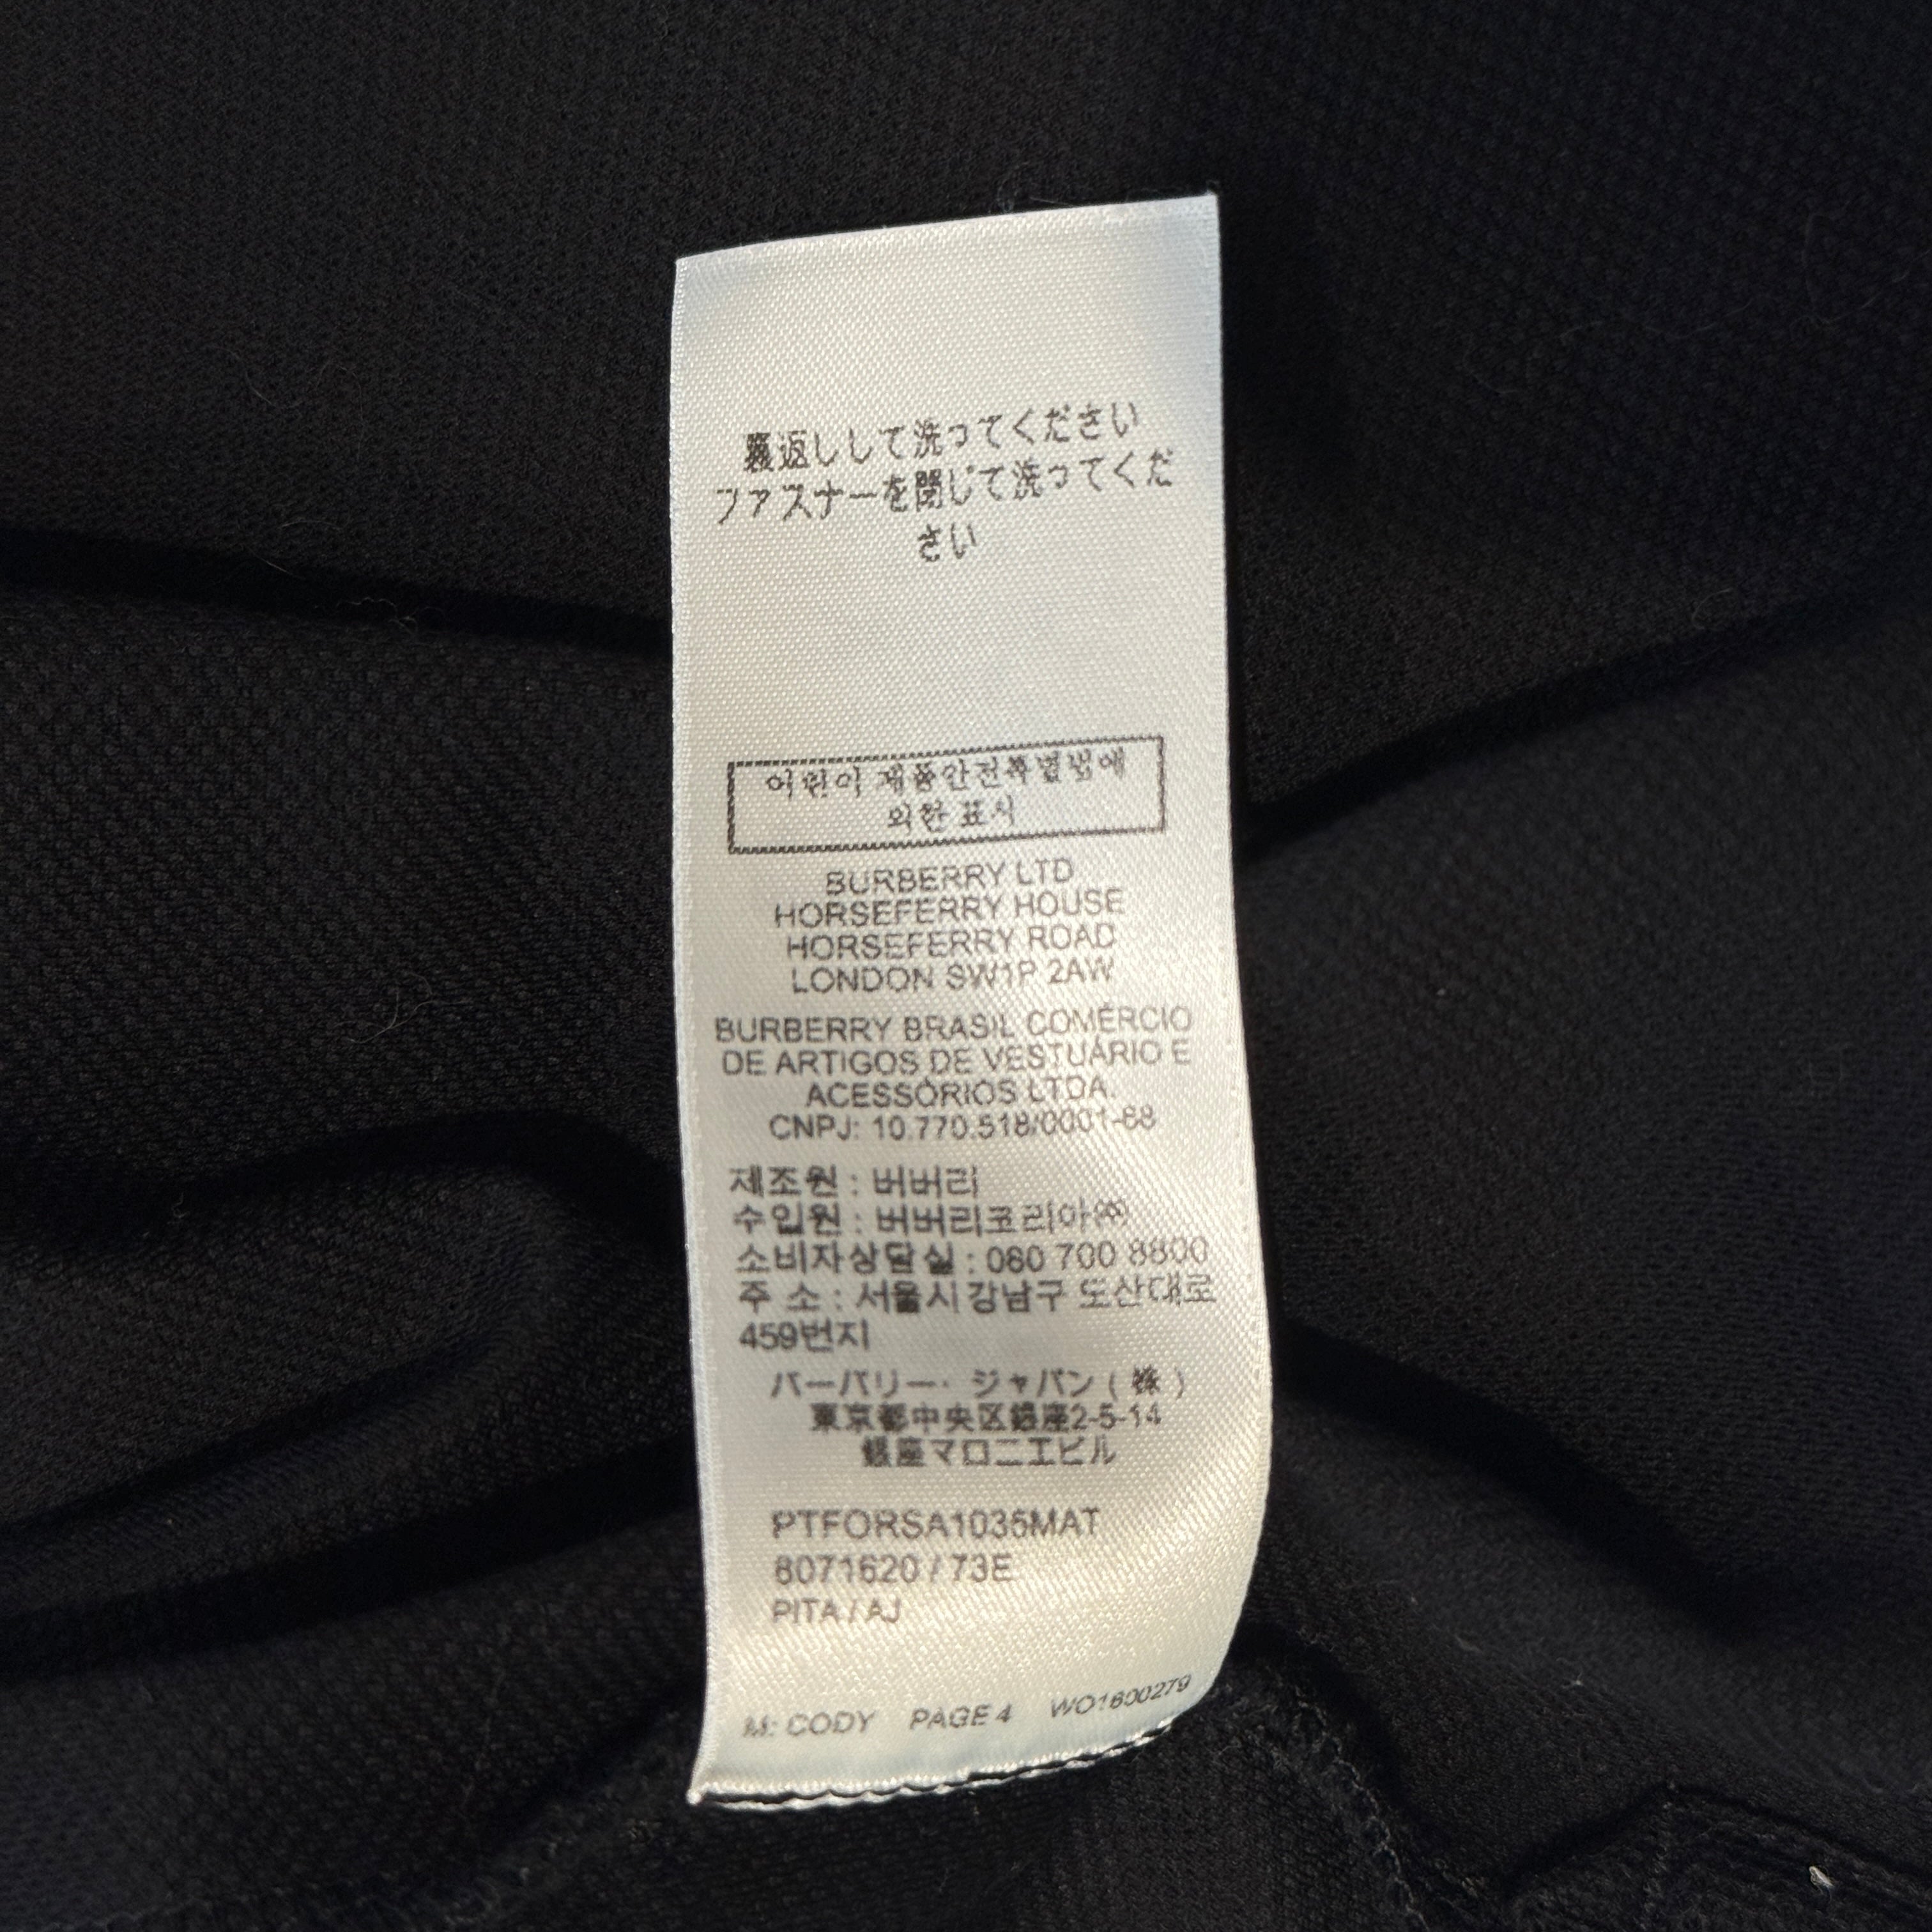 裏返しして洗ってください
ファスナーを閉じて洗ってくだ
さい
어린이 제품안전특별법에
의한 표시
BURBERRY LTD
HORSEFERRY HOUSE
HORSEFERRY ROAD
LONDON SW1P 2AW
BURBERRY BRASIL COMÉRCIO
DE ARTIGOS DE VESTUÁRIO E
ACESSÓRIOS LTDA.
CNPJ: 10.770.518/0001-68
제조원 : 버버리
수입원 : 버버리코리아㈜
소비자상담실 : 080 700 8800
주 소 : 서울시 강남구 도산대로
459번지
バーバリー・ジャパン ( 株 )
東京都中央区銀座2-5-14
銀座マロニエビル
PTFORSA1035MAT
8071620 / 73E
PITA / AJ
M: CODY PAGE 4 WO1600279